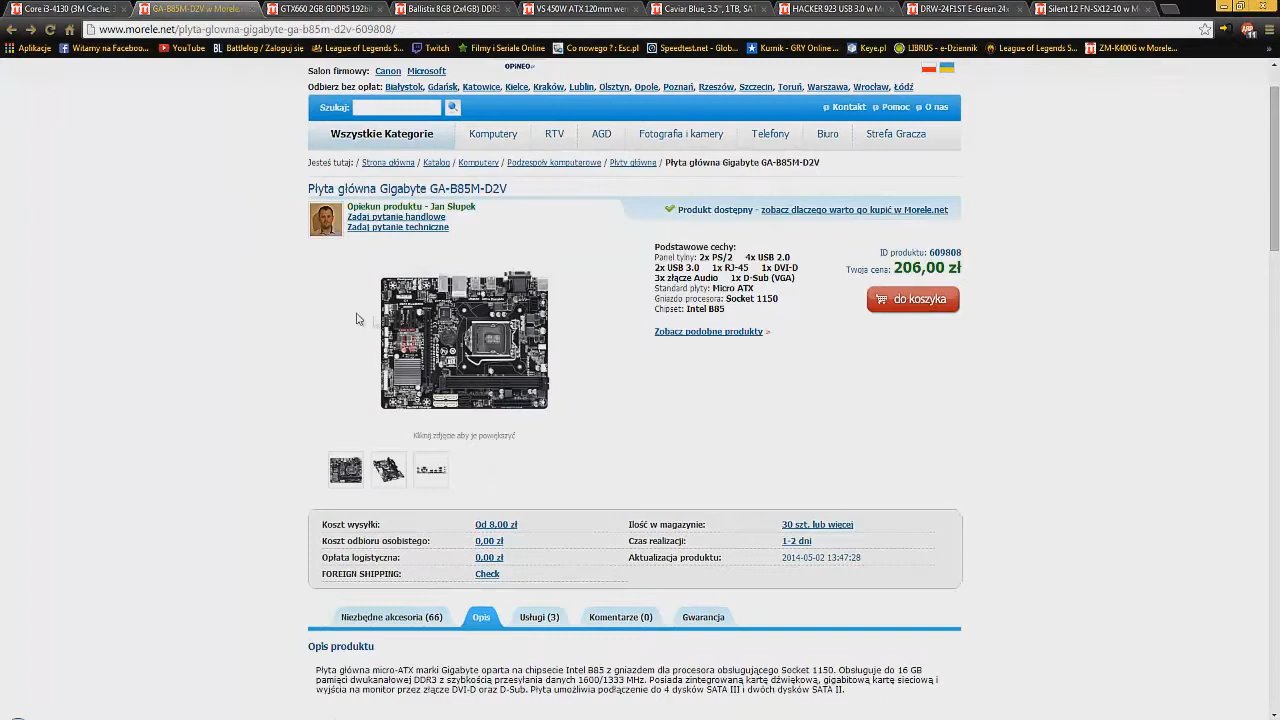 Core i3-4130 (3M Cache, 3
GA-B85M-D2V w Morele.n
GTX660 2GB GDDR5 192bi
Ballistix 8GB (2x4GB) DDR3
VS 450W ATX 120mm wen
Caviar Blue, 3.5", 1TB, SAT
HACKER 923 USB 3.0 w M
DRW-24F1ST E-Green 24x
Silent 12 FN-SX12-10 w M
www.morele.net/plyta-glowna-gigabyte-ga-b85m-d2v-609808/
Aplikacje Witamy na Faceboo... YouTube Battlelog / Zaloguj się League of Legends... Twitch Filmy i Seriale Online Co nowego ? : Esc.pl Speedtest.net - Glob... Kurnik - GRY Online ... Keye.pl LIBRUS - e-Dziennik League of Legends... ZM-K400G w Morele...
Salon firmowy: Canon Microsoft OPINEO
Odbierz bez opłat: Białystok, Gdańsk, Katowice, Kielce, Kraków, Lublin, Olsztyn, Opole, Poznań, Rzeszów, Szczecin, Toruń, Warszawa, Wrocław, Łódź
Szukaj: Kontakt Pomoc O nas
Wszystkie Kategorie Komputery RTV AGD Fotografia i kamery Telefony Biuro Strefa Gracza
Jesteś tutaj: / Strona główna / Katalog / Komputery / Podzespoły komputerowe / Płyty główne / Płyta główna Gigabyte GA-B85M-D2V
Płyta główna Gigabyte GA-B85M-D2V
Opiekun produktu - Jan Słupek
Zadaj pytanie handlowe
Zadaj pytanie techniczne
Produkt dostępny - zobacz dlaczego warto go kupić w Morele.net
Podstawowe cechy:
Panel tylny: 2x PS/2 4x USB 2.0
2x USB 3.0 1x RJ-45 1x DVI-D
3x złącze Audio 1x D-Sub (VGA)
Standard płyty: Micro ATX
Gniazdo procesora: Socket 1150
Chipset: Intel B85
Zobacz podobne produkty »
ID produktu: 609808
Twoja cena: 206,00 zł
do koszyka
Kliknij zdjęcie aby je powiększyć
Koszt wysyłki: Od 8,00 zł Ilość w magazynie: 30 szt. lub więcej
Koszt odbioru osobistego: 0,00 zł Czas realizacji: 1-2 dni
Opłata logistyczna: 0,00 zł Aktualizacja produktu: 2014-05-02 13:47:28
FOREIGN SHIPPING: Check
Niezbędne akcesoria (66) Opis Usługi (3) Komentarze (0) Gwarancja
Opis produktu
Płyta główna micro-ATX marki Gigabyte oparta na chipsecie Intel B85 z gniazdem dla procesora obsługującego Socket 1150. Obsługuje do 16 GB
pamięci dwukanałowej DDR3 z szybkością przesyłania danych 1600/1333 MHz. Posiada zintegrowaną kartę dźwiękową, gigabitową kartę sieciową i
wyjścia na monitor przez złącze DVI-D oraz D-Sub. Płyta umożliwia podłączenie do 4 dysków SATA III i dwóch dysków SATA II.